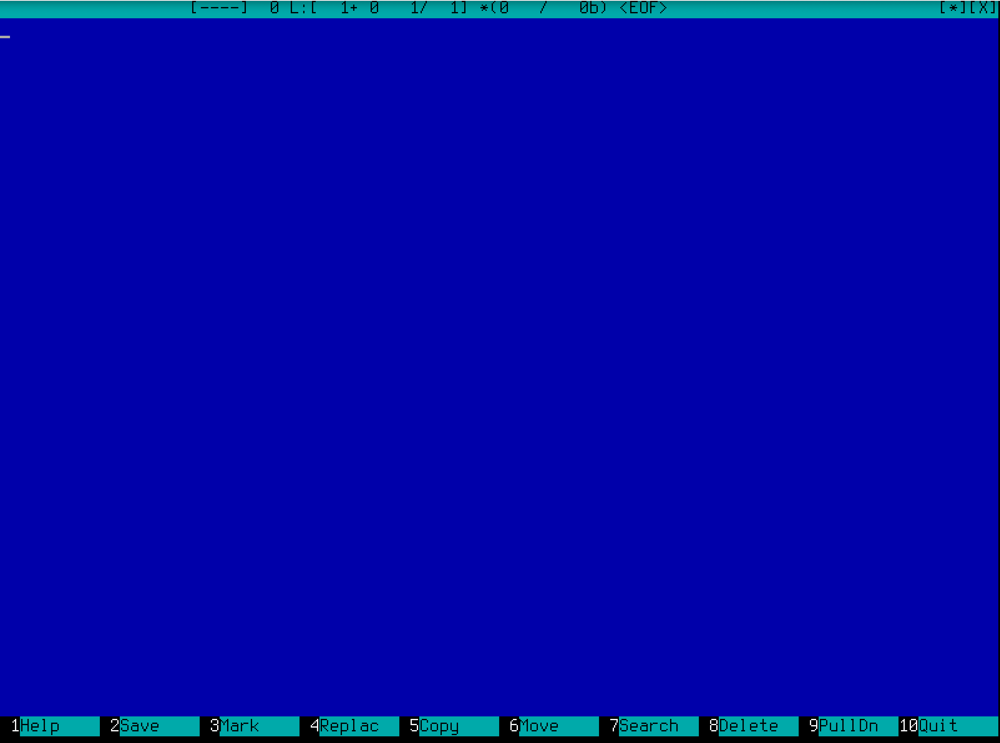 [----]  0 L:[  1+ 0   1/  1] *(0   /   0b) <EOF> [*][X]
1Help 2Save 3Mark 4Replac 5Copy 6Move 7Search 8Delete 9PullDn 10Quit